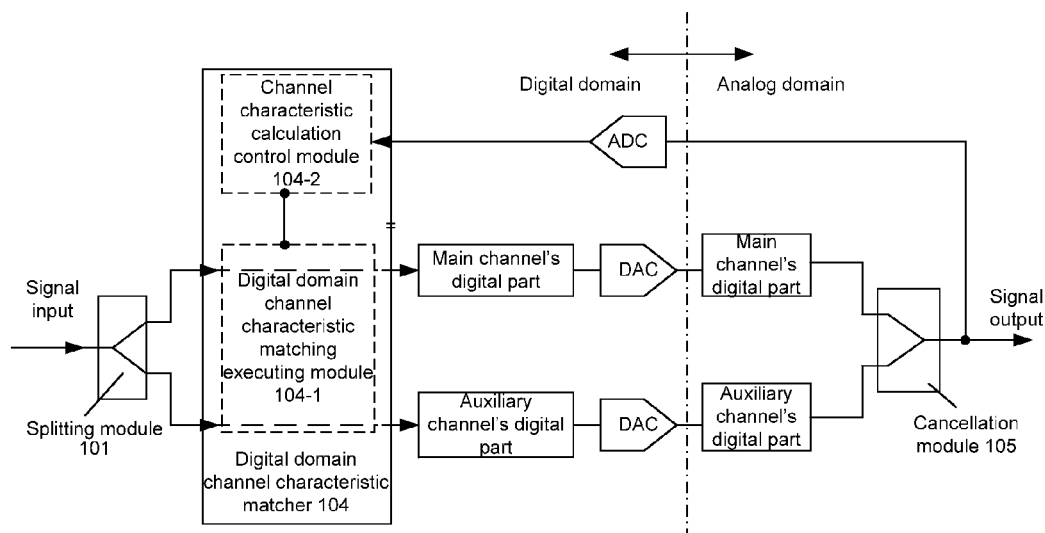 Digital domain
Analog domain
Channel
characteristic
calculation
control module
104-2
ADC
Signal
input
Splitting module
101
Digital domain
channel
characteristic
matching
executing module
104-1
Digital domain
channel characteristic
matcher 104
Main channel's
digital part
DAC
Main
channel's
digital part
Auxiliary
channel's digital
part
DAC
Auxiliary
channel's
digital part
Signal
output
Cancellation
module 105